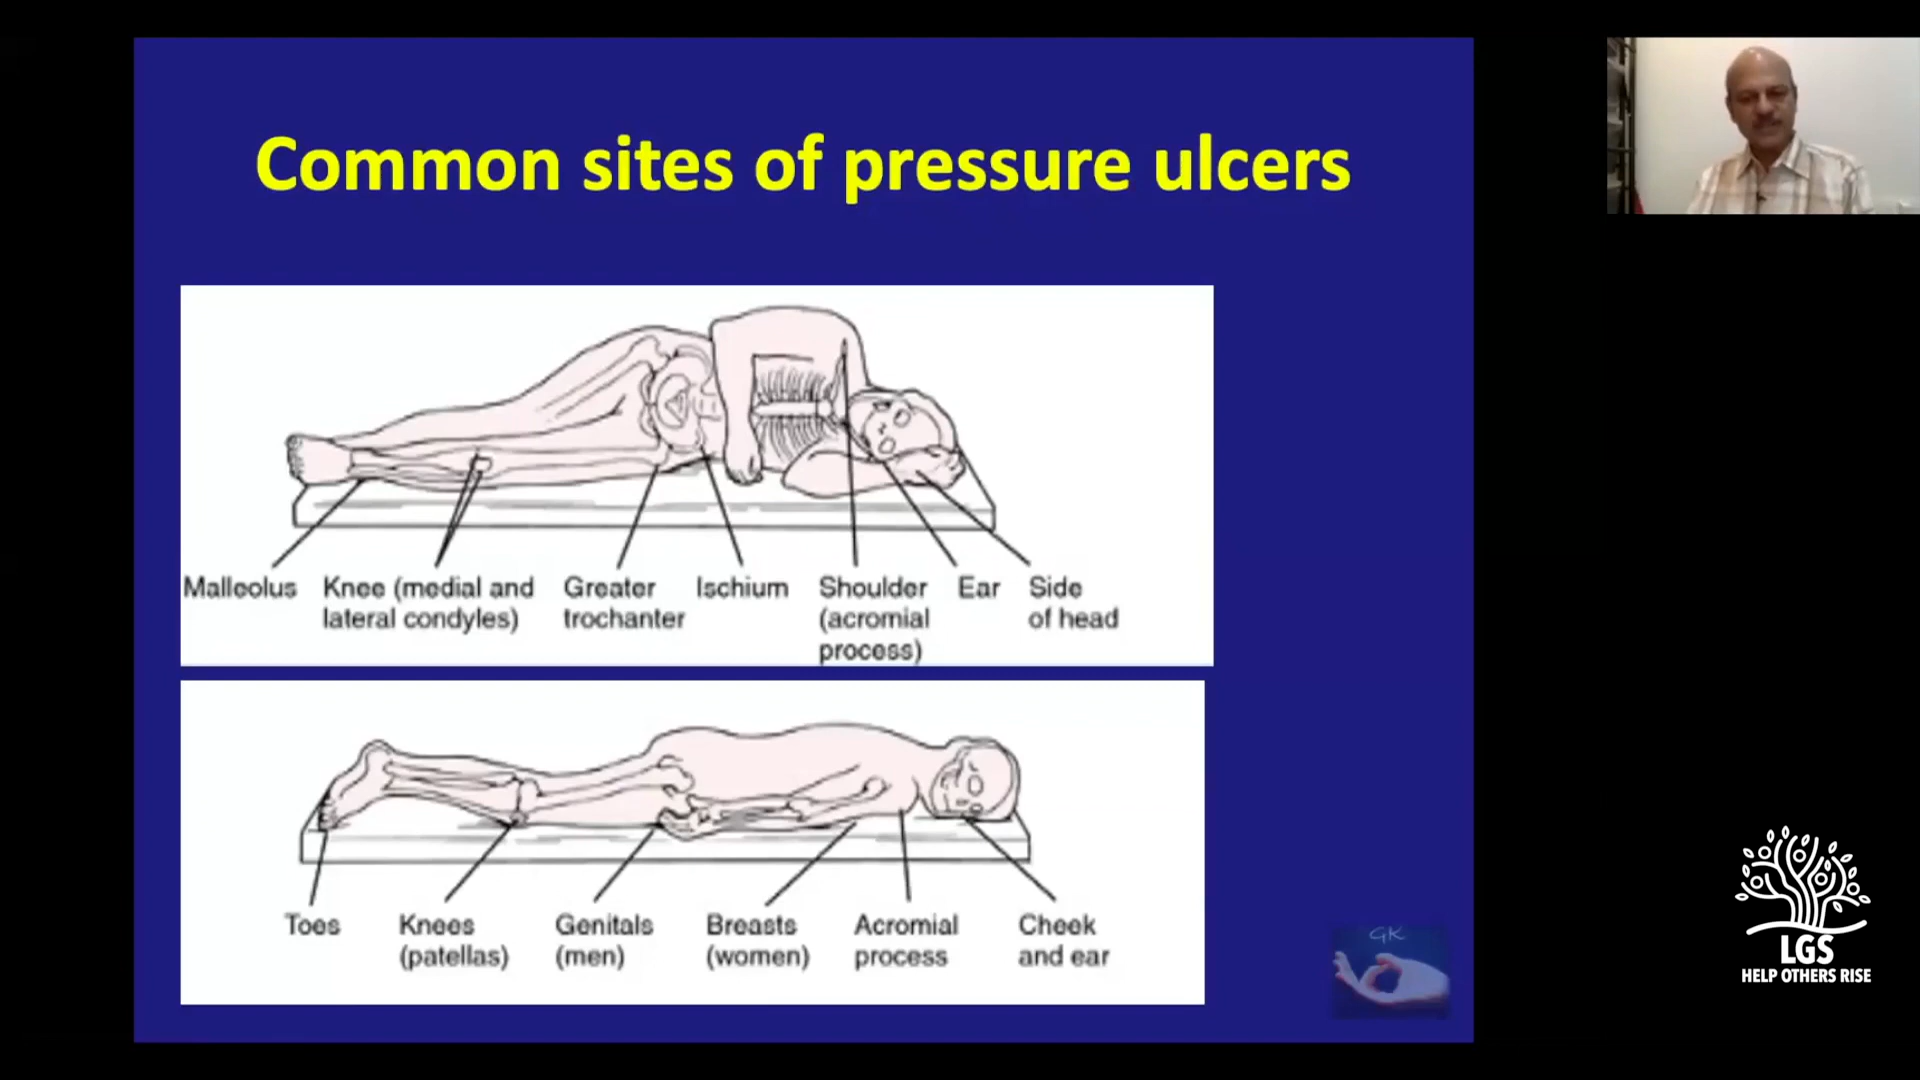 Common sites of pressure ulcers
Malleolus Knee (medial and Greater Ischium Shoulder Ear Side
lateral condyles) trochanter (acromial of head
process)
Toes Knees Genitals Breasts Acromial Cheek
(patellas) (men) (women) process and ear
GK
LGS
HELP OTHERS RISE